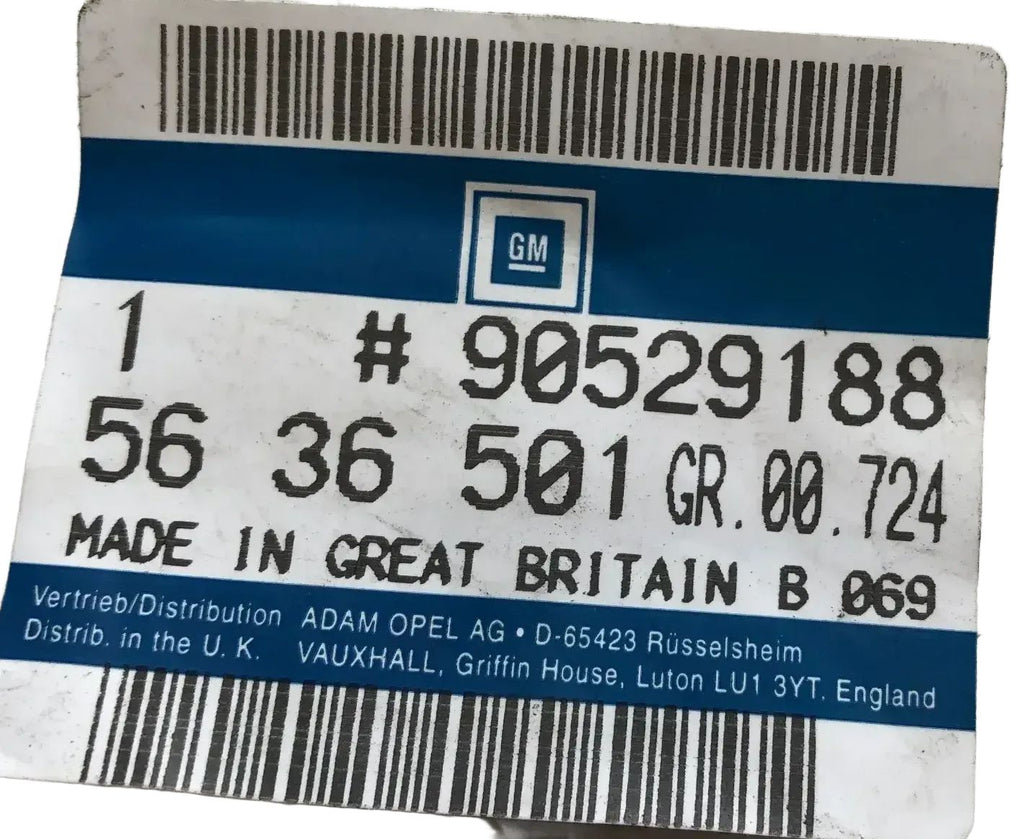 GM
1 # 90529188
56 36 501 GR.00.724
MADE IN GREAT BRITAIN B 069
Vertrieb/Distribution ADAM OPEL AG • D-65423 Rüsselsheim
Distrib. in the U. K. VAUXHALL, Griffin House, Luton LU1 3YT. England